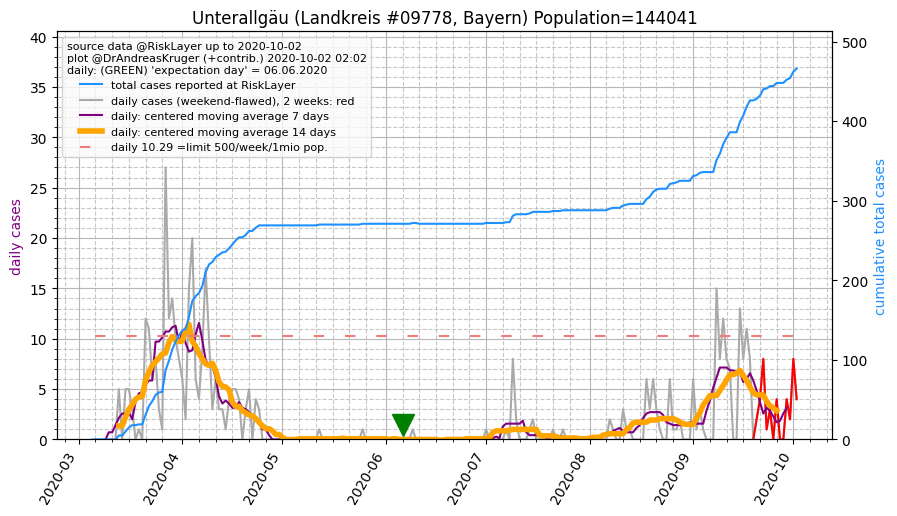 Unterallgäu (Landkreis #09778, Bayern) Population=144041
source data @RiskLayer up to 2020-10-02
plot @DrAndreasKruger (+contrib.) 2020-10-02 02:02
daily: (GREEN) 'expectation day' = 06.06.2020
total cases reported at RiskLayer
daily cases (weekend-flawed), 2 weeks: red
daily: centered moving average 7 days
daily: centered moving average 14 days
daily 10.29 =limit 500/week/1mio pop.
daily cases
40
35
30
25
20
15
10
5
0
cumulative total cases
500
400
300
200
100
0
2020-03
2020-04
2020-05
2020-06
2020-07
2020-08
2020-09
2020-10